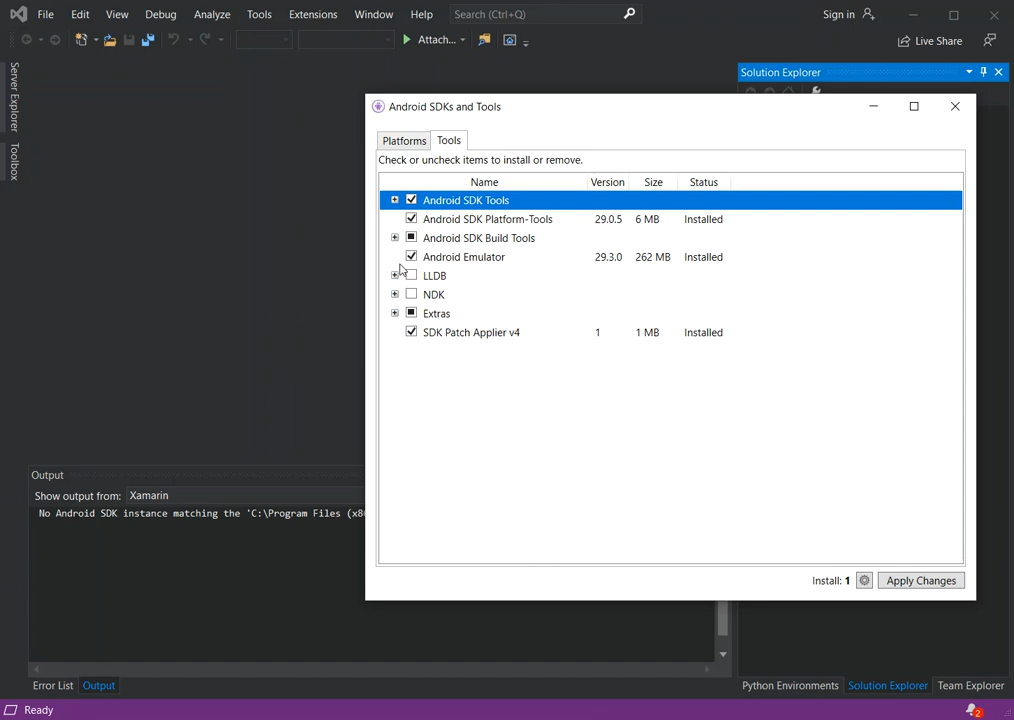 File Edit View Debug Analyze Tools Extensions Window Help Search (Ctrl+Q) Sign in
Attach... Live Share
Server Explorer
Toolbox
Solution Explorer
Android SDKs and Tools
Platforms Tools
Check or uncheck items to install or remove.
Name Version Size Status
Android SDK Tools
Android SDK Platform-Tools 29.0.5 6 MB Installed
Android SDK Build Tools
Android Emulator 29.3.0 262 MB Installed
LLDB
NDK
Extras
SDK Patch Applier v4 1 1 MB Installed
Install: 1 Apply Changes
Output
Show output from: Xamarin
No Android SDK instance matching the 'C:\Program Files (x8
Error List Output
Python Environments Solution Explorer Team Explorer
Ready 2